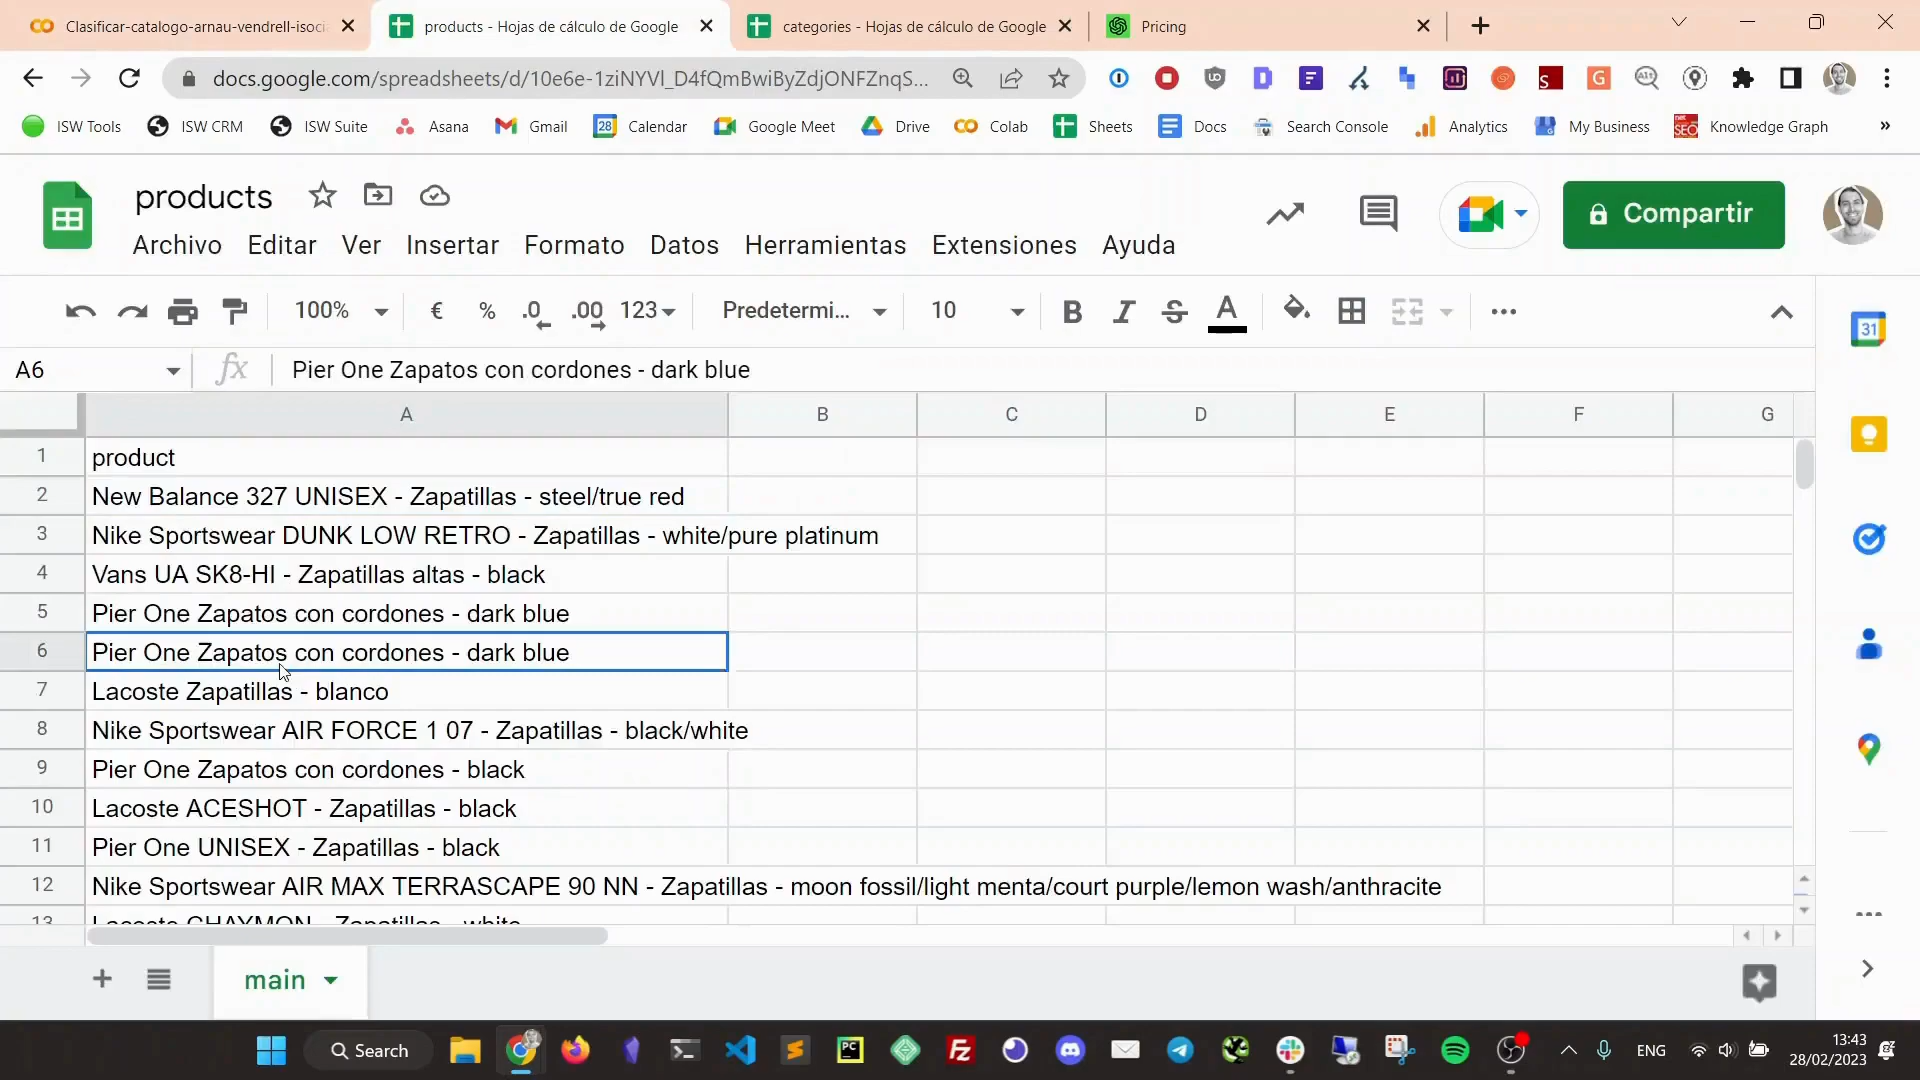 Clasificar-catalogo-arnau-vendrell-isoci
products - Hojas de cálculo de Google
categories - Hojas de cálculo de Google
Pricing
docs.google.com/spreadsheets/d/10e6e-1ziNYVl_D4fQmBwiByZdjONFZnqS...
ISW Tools
ISW CRM
ISW Suite
Asana
Gmail
Calendar
Google Meet
Drive
Colab
Sheets
Docs
Search Console
Analytics
My Business
Knowledge Graph
products
Compartir
Archivo Editar Ver Insertar Formato Datos Herramientas Extensiones Ayuda
100% € % .0 .00 123 Predetermi... 10 B I S A
A6 fx Pier One Zapatos con cordones - dark blue
A B C D E F G
1 product
2 New Balance 327 UNISEX - Zapatillas - steel/true red
3 Nike Sportswear DUNK LOW RETRO - Zapatillas - white/pure platinum
4 Vans UA SK8-HI - Zapatillas altas - black
5 Pier One Zapatos con cordones - dark blue
6 Pier One Zapatos con cordones - dark blue
7 Lacoste Zapatillas - blanco
8 Nike Sportswear AIR FORCE 1 07 - Zapatillas - black/white
9 Pier One Zapatos con cordones - black
10 Lacoste ACESHOT - Zapatillas - black
11 Pier One UNISEX - Zapatillas - black
12 Nike Sportswear AIR MAX TERRASCAPE 90 NN - Zapatillas - moon fossil/light menta/court purple/lemon wash/anthracite
13 Lacoste CHAYMON - Zapatillas - white
main
Search
ENG
13:43
28/02/2023